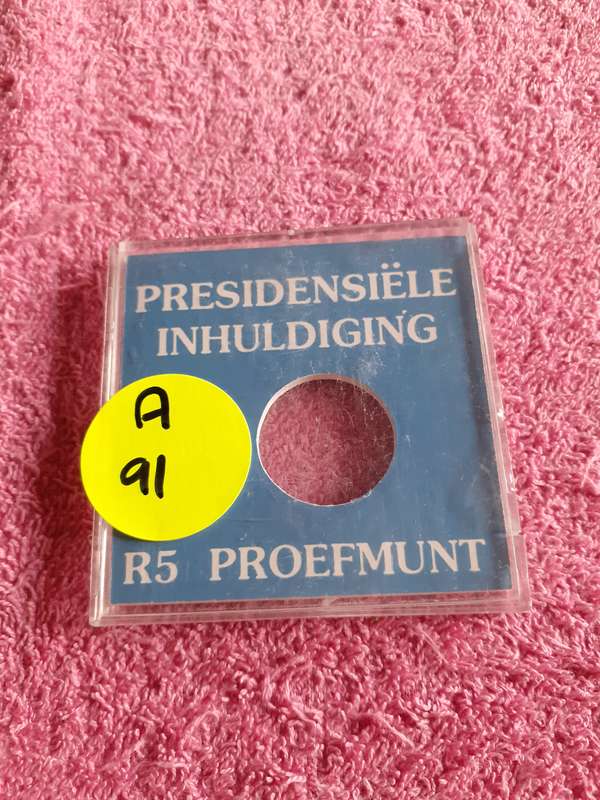 PRESIDENSIËLE
INHULDIGING
A
91
R5 PROEFMUNT